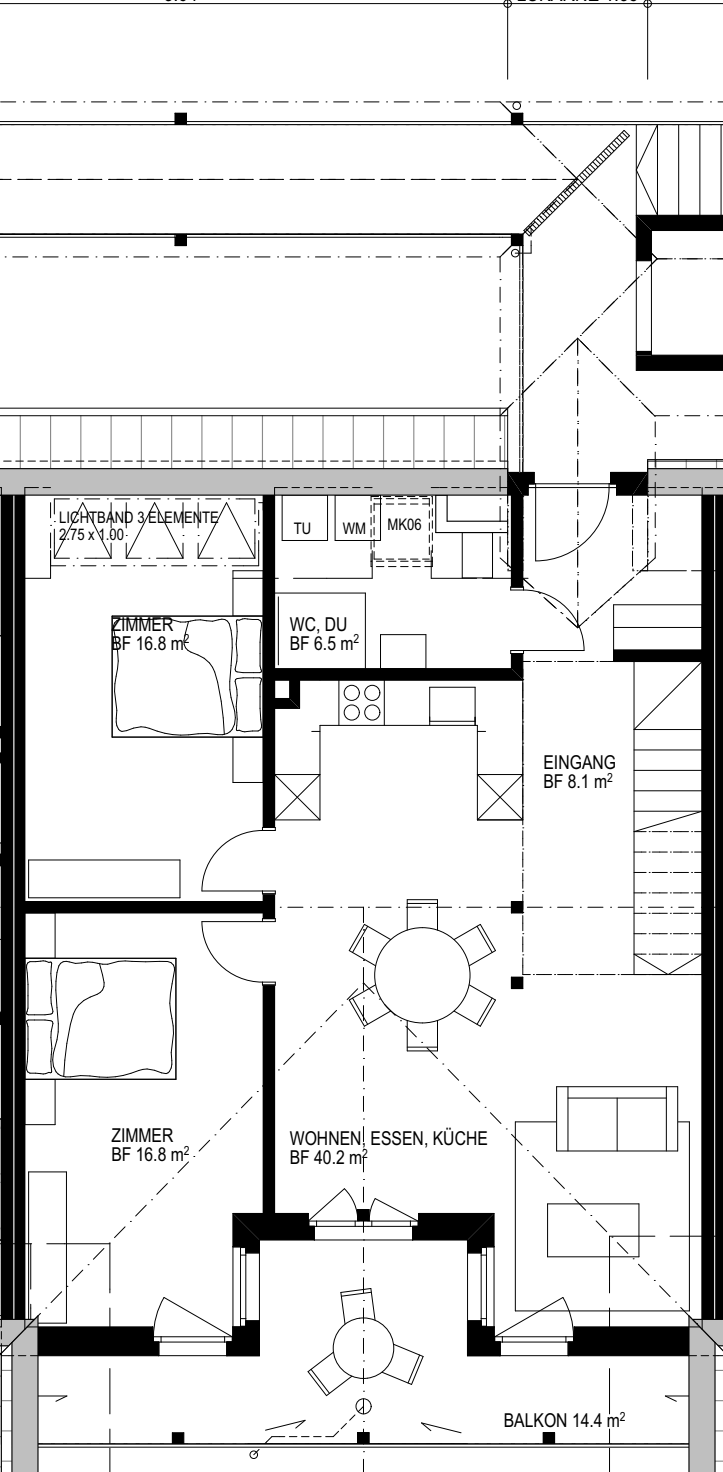 LICHTBAND 3 ELEMENTE
2.75 x 1.00
TU
WM
MK06
ZIMMER
BF 16.8 m²
WC, DU
BF 6.5 m²
EINGANG
BF 8.1 m²
ZIMMER
BF 16.8 m²
WOHNEN, ESSEN, KÜCHE
BF 40.2 m²
BALKON 14.4 m²